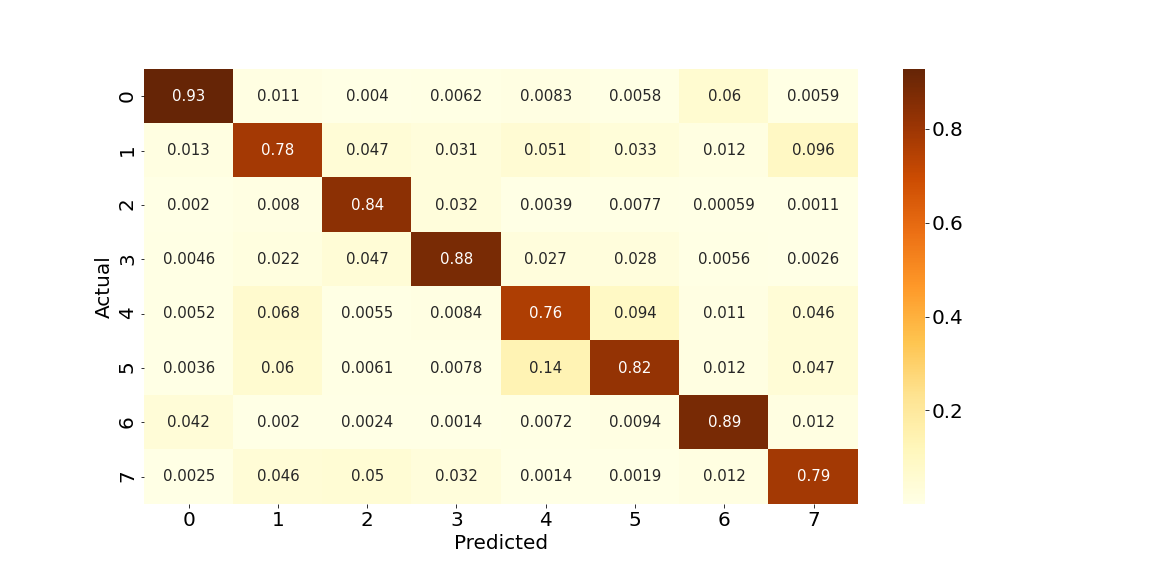 0 0.93 0.011 0.004 0.0062 0.0083 0.0058 0.06 0.0059
1 0.013 0.78 0.047 0.031 0.051 0.033 0.012 0.096
2 0.002 0.008 0.84 0.032 0.0039 0.0077 0.00059 0.0011
3 0.0046 0.022 0.047 0.88 0.027 0.028 0.0056 0.0026
4 0.0052 0.068 0.0055 0.0084 0.76 0.094 0.011 0.046
5 0.0036 0.06 0.0061 0.0078 0.14 0.82 0.012 0.047
6 0.042 0.002 0.0024 0.0014 0.0072 0.0094 0.89 0.012
7 0.0025 0.046 0.05 0.032 0.0014 0.0019 0.012 0.79
0 1 2 3 4 5 6 7
Predicted
Actual
0.8
0.6
0.4
0.2